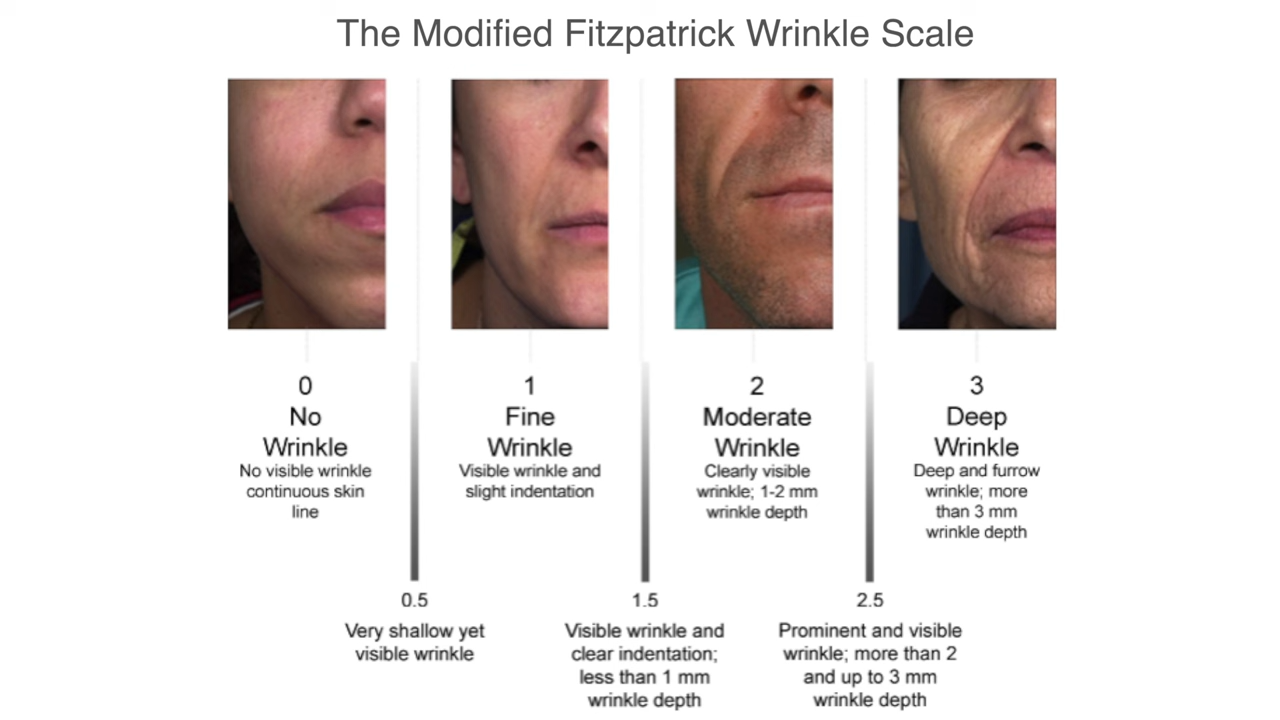 The Modified Fitzpatrick Wrinkle Scale
0
No
Wrinkle
No visible wrinkle
continuous skin
line
1
Fine
Wrinkle
Visible wrinkle and
slight indentation
2
Moderate
Wrinkle
Clearly visible
wrinkle; 1-2 mm
wrinkle depth
3
Deep
Wrinkle
Deep and furrow
wrinkle; more
than 3 mm
wrinkle depth
0.5
Very shallow yet
visible wrinkle
1.5
Visible wrinkle and
clear indentation;
less than 1 mm
wrinkle depth
2.5
Prominent and visible
wrinkle; more than 2
and up to 3 mm
wrinkle depth